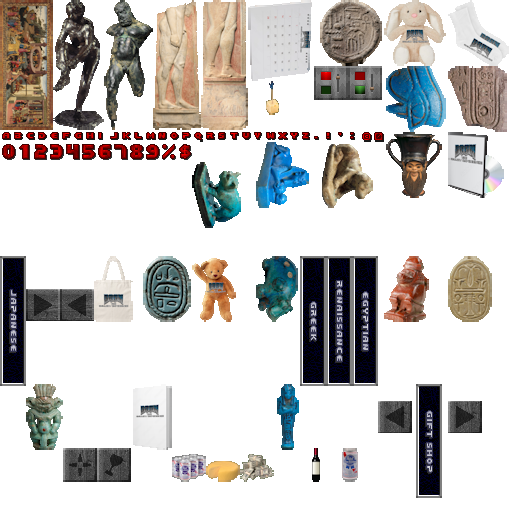 ABCDEFGHIJKLMNOPQRSTUVWXYZ.!':
0123456789%$
JAPANESE
GREEK
RENAISSANCE
EGYPTIAN
GIFT SHOP